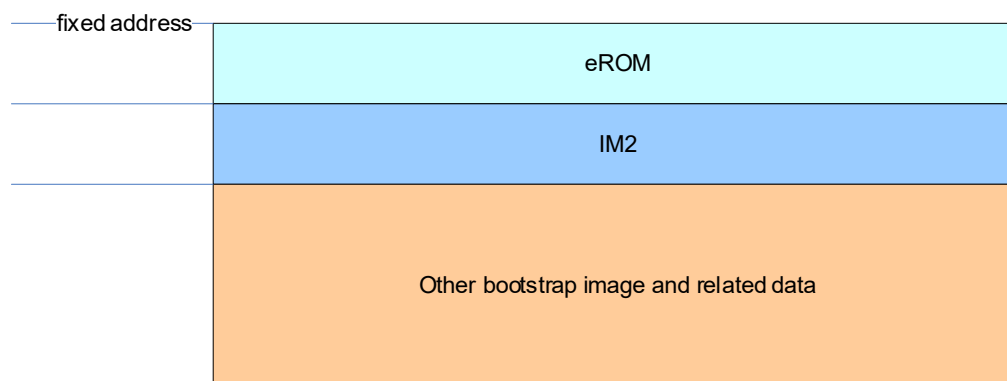 fixed address
eROM
IM2
Other bootstrap image and related data